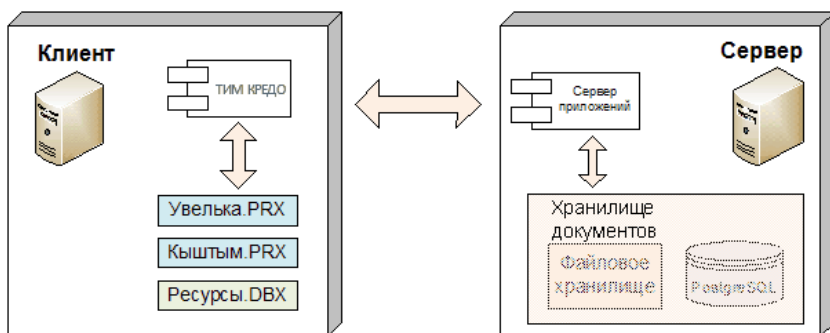 Клиент
ТИМ КРЕДО
Увелька.PRX
Кыштым.PRX
Ресурсы.DBX
Сервер
Сервер
приложений
Хранилище
документов
Файловое
хранилище
PostgreSQL